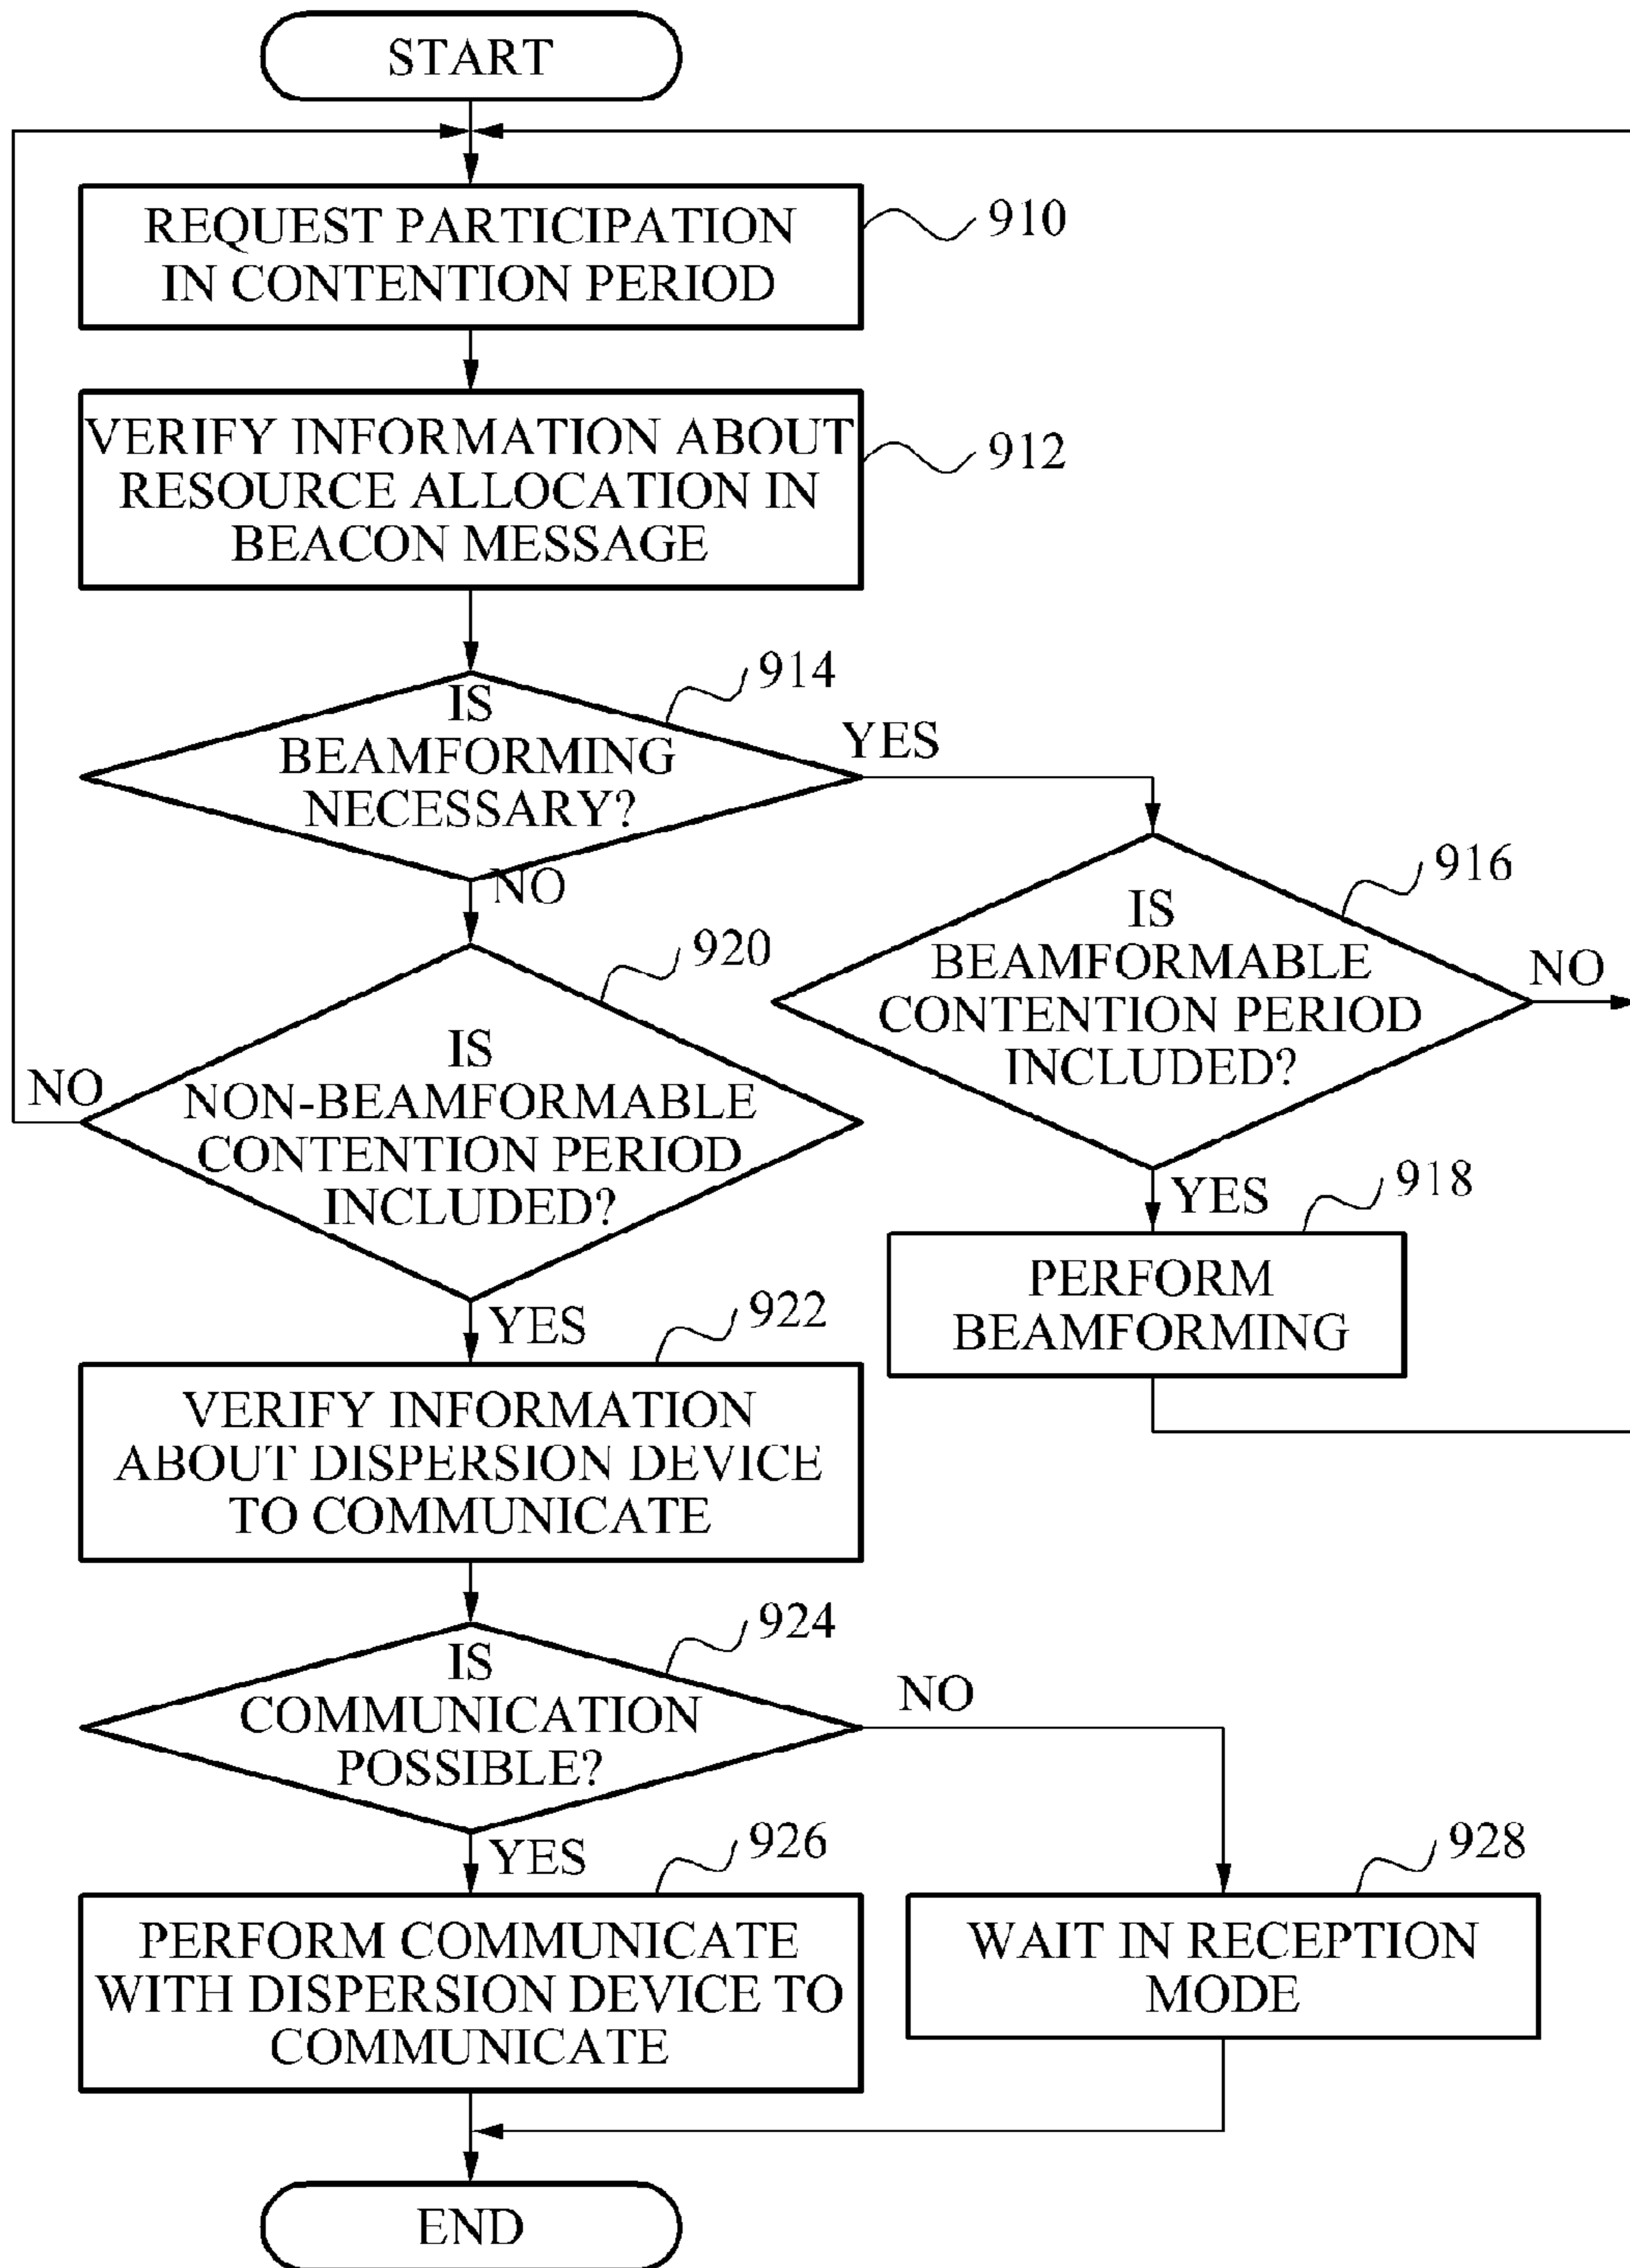 START
REQUEST PARTICIPATION
IN CONTENTION PERIOD
910
VERIFY INFORMATION ABOUT
RESOURCE ALLOCATION IN
BEACON MESSAGE
912
IS
BEAMFORMING
NECESSARY?
914
YES
NO
IS
BEAMFORMABLE
CONTENTION PERIOD
INCLUDED?
916
NO
YES
PERFORM
BEAMFORMING
918
IS
NON-BEAMFORMABLE
CONTENTION PERIOD
INCLUDED?
920
NO
YES
VERIFY INFORMATION
ABOUT DISPERSION DEVICE
TO COMMUNICATE
922
IS
COMMUNICATION
POSSIBLE?
924
NO
YES
PERFORM COMMUNICATE
WITH DISPERSION DEVICE TO
COMMUNICATE
926
WAIT IN RECEPTION
MODE
928
END